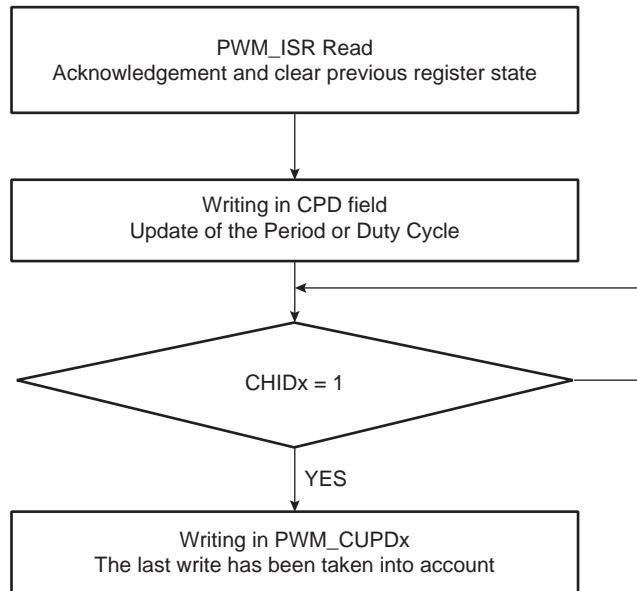 PWM_ISR Read
Acknowledgement and clear previous register state
Writing in CPD field
Update of the Period or Duty Cycle
CHIDx = 1
YES
Writing in PWM_CUPDx
The last write has been taken into account